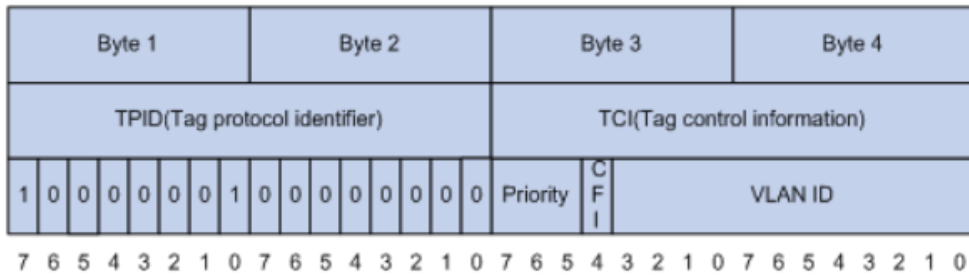 Byte 1 Byte 2 Byte 3 Byte 4
TPID(Tag protocol identifier) TCI(Tag control information)
1 0 0 0 0 0 0 1 0 0 0 0 0 0 0 0 Priority CFI VLAN ID
7 6 5 4 3 2 1 0 7 6 5 4 3 2 1 0 7 6 5 4 3 2 1 0 7 6 5 4 3 2 1 0